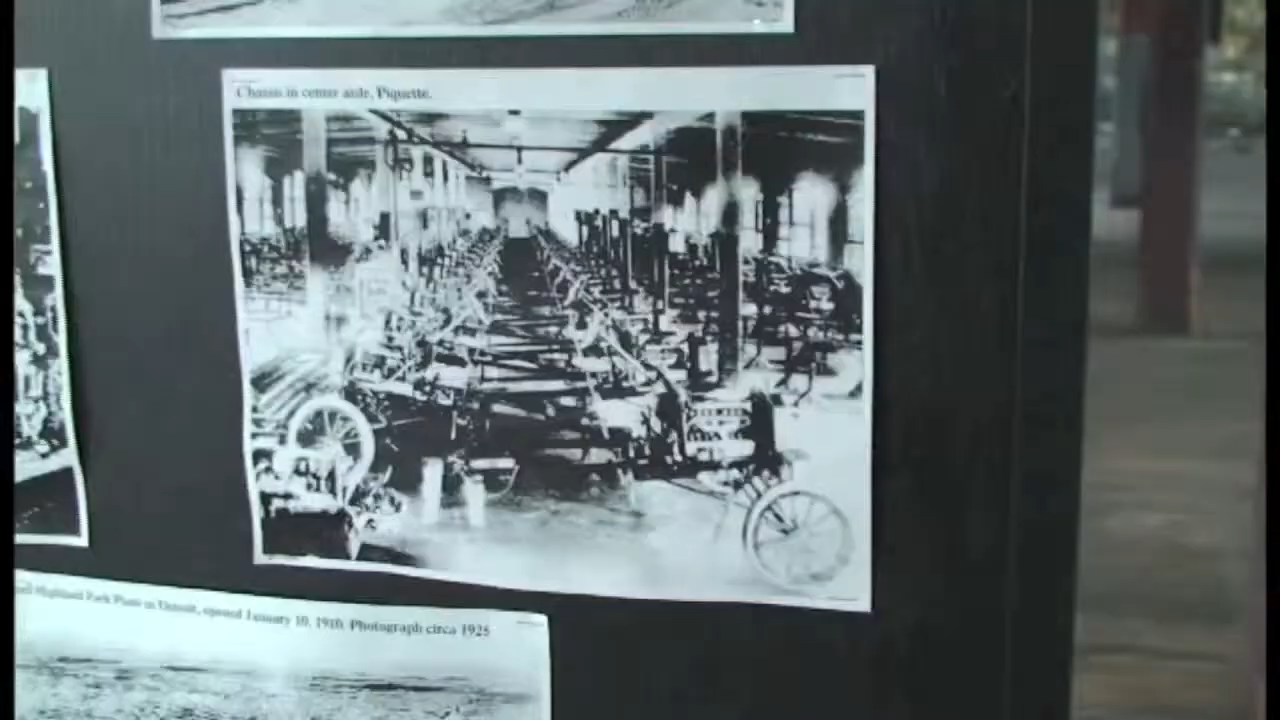 Chassis in center aisle, Piquette.
Highland Park Plant in Detroit, opened January 10, 1910. Photograph circa 1925